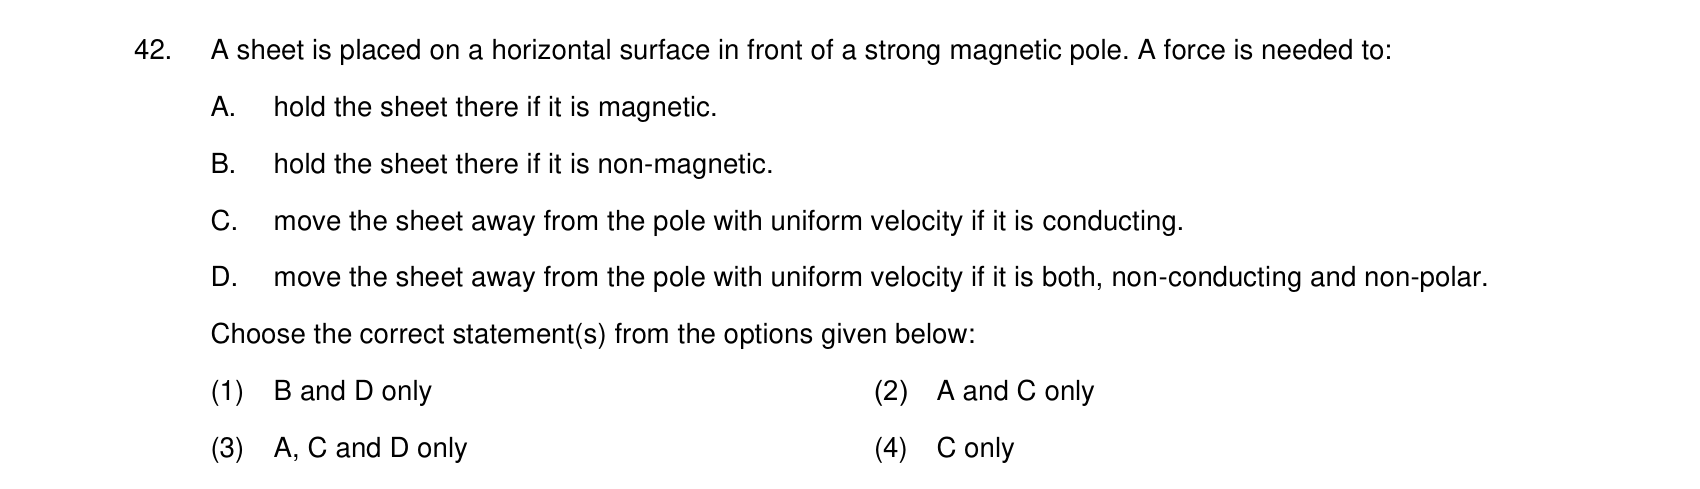 42. A sheet is placed on a horizontal surface in front of a strong magnetic pole. A force is needed to:
A. hold the sheet there if it is magnetic.
B. hold the sheet there if it is non-magnetic.
C. move the sheet away from the pole with uniform velocity if it is conducting.
D. move the sheet away from the pole with uniform velocity if it is both, non-conducting and non-polar.
Choose the correct statement(s) from the options given below:
(1) B and D only (2) A and C only
(3) A, C and D only (4) C only